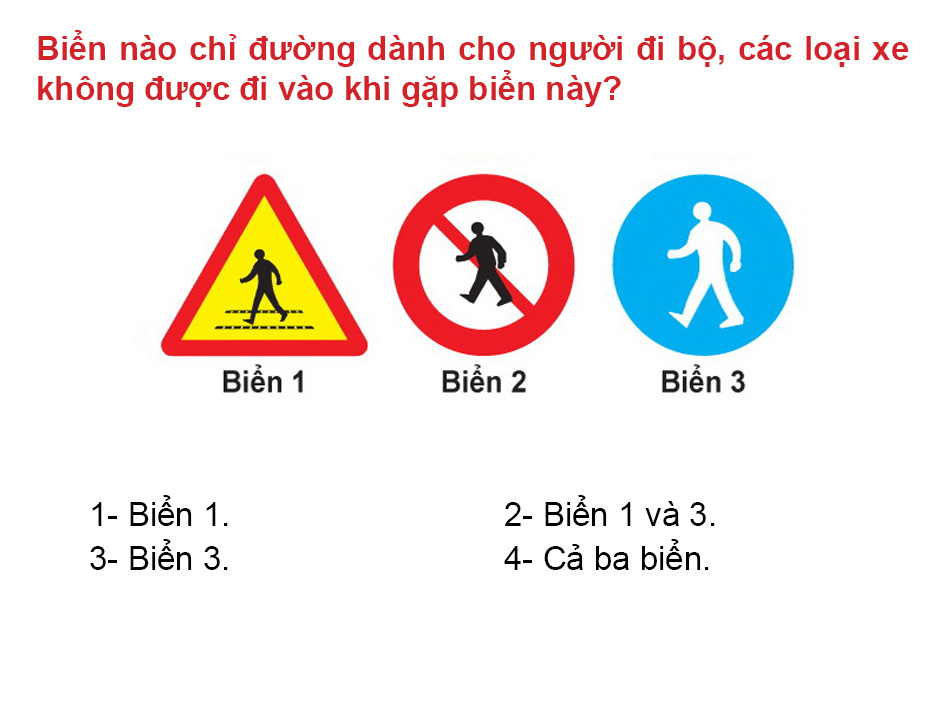 Biển nào chỉ đường dành cho người đi bộ, các loại xe
không được đi vào khi gặp biển này?
Biển 1 Biển 2 Biển 3
1- Biển 1. 2- Biển 1 và 3.
3- Biển 3. 4- Cả ba biển.